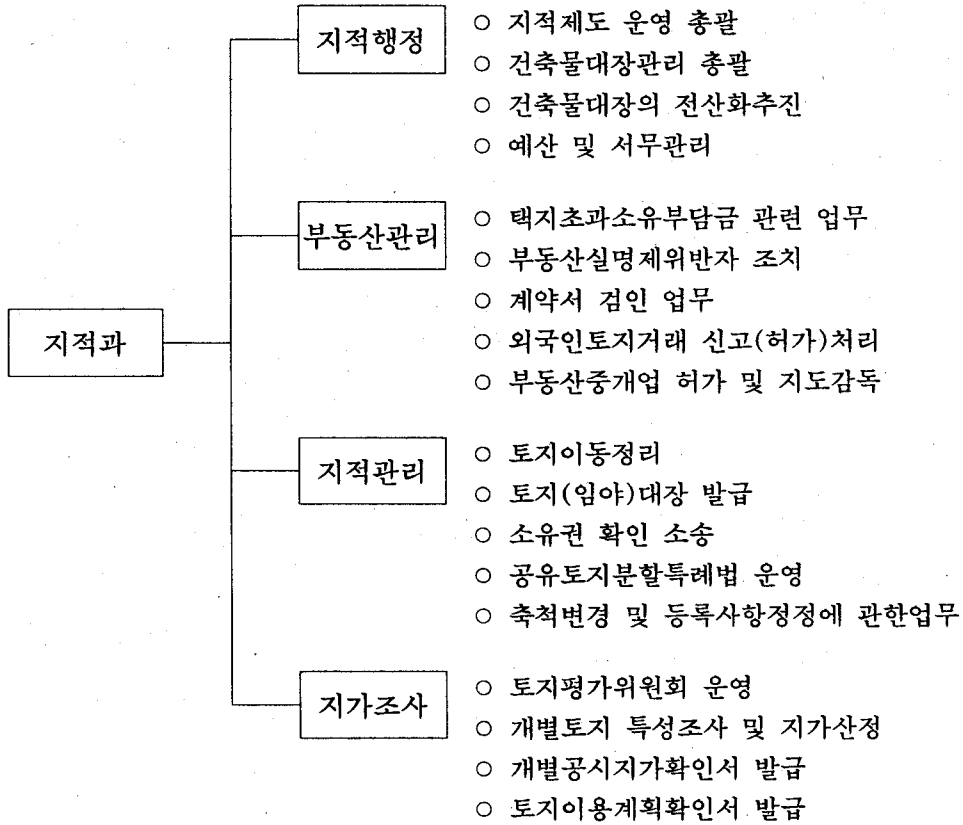 지적과
지적행정
○ 지적제도 운영 총괄
○ 건축물대장관리 총괄
○ 건축물대장의 전산화추진
○ 예산 및 서무관리
부동산관리
○ 택지초과소유부담금 관련 업무
○ 부동산실명제위반자 조치
○ 계약서 검인 업무
○ 외국인토지거래 신고(허가)처리
○ 부동산중개업 허가 및 지도감독
지적관리
○ 토지이동정리
○ 토지(임야)대장 발급
○ 소유권 확인 소송
○ 공유토지분할특례법 운영
○ 축척변경 및 등록사항정정에 관한업무
지가조사
○ 토지평가위원회 운영
○ 개별토지 특성조사 및 지가산정
○ 개별공시지가확인서 발급
○ 토지이용계획확인서 발급